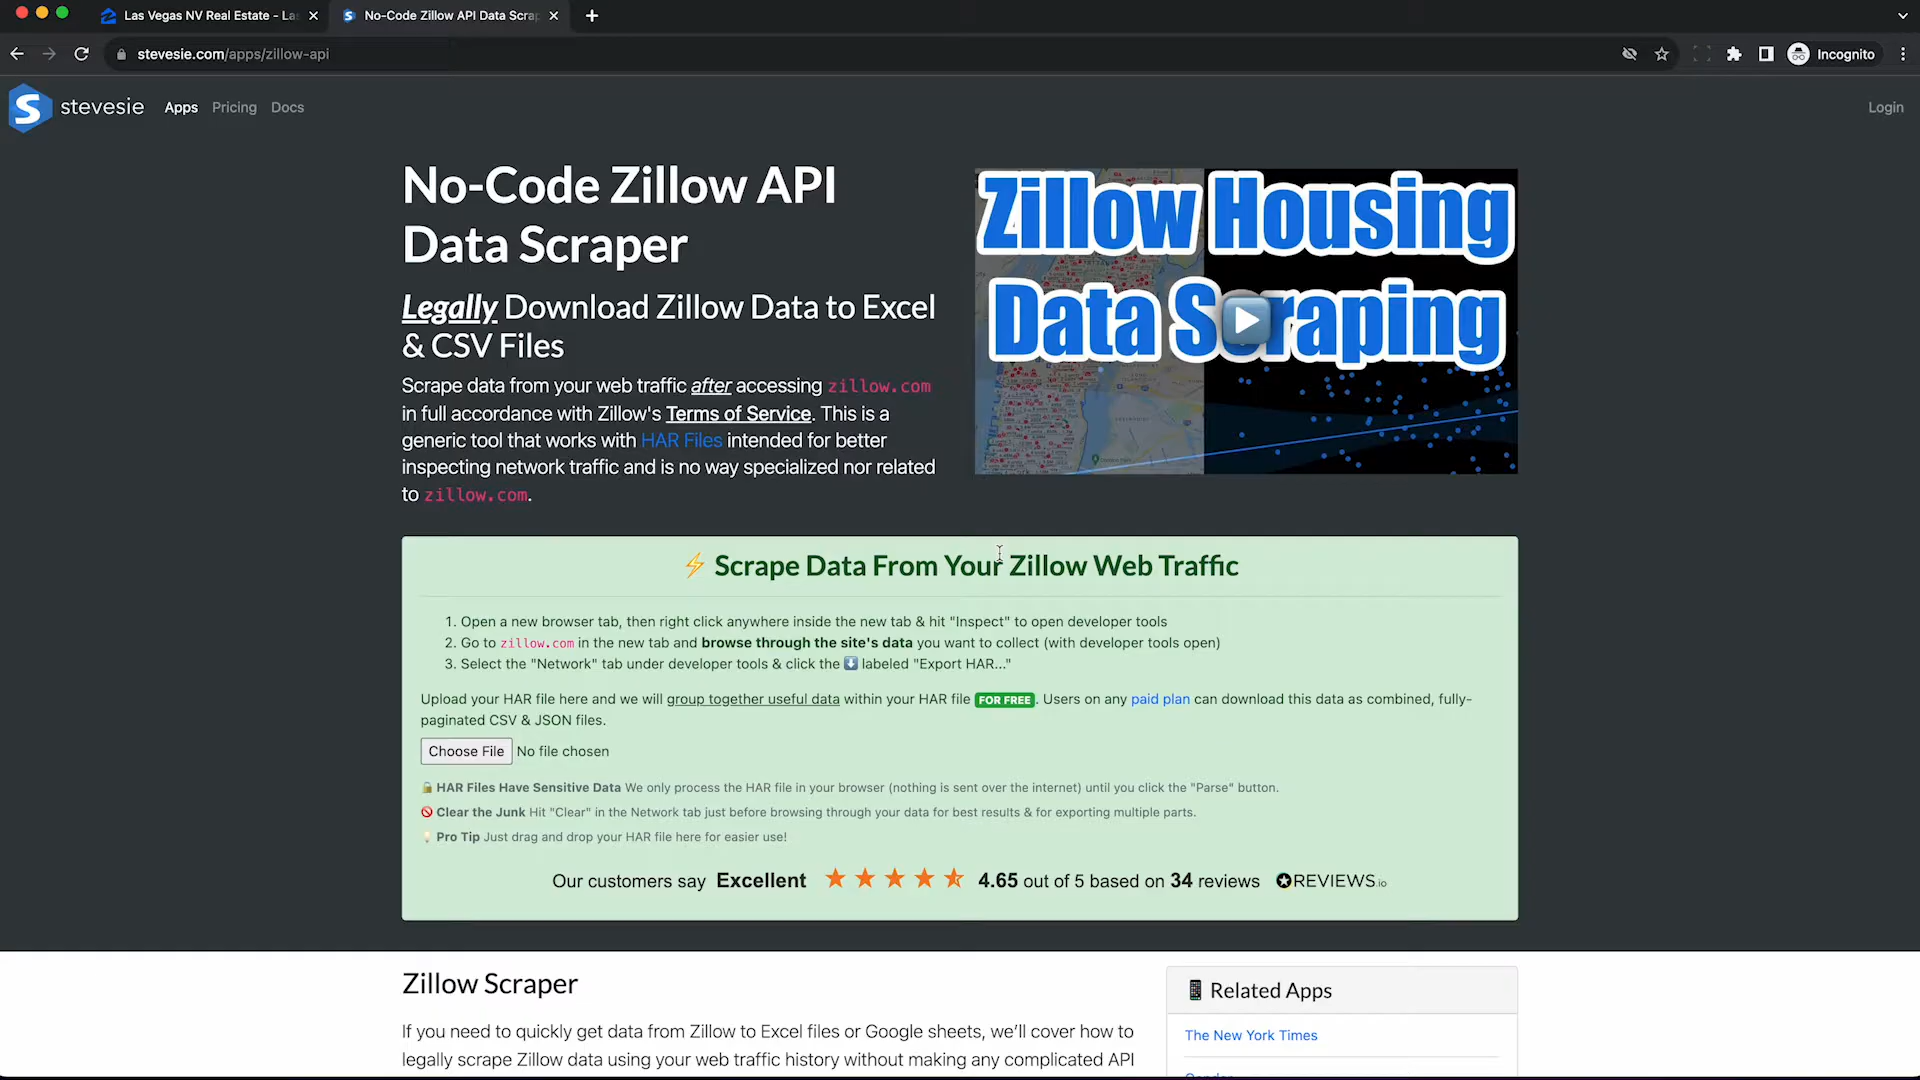 Las Vegas NV Real Estate - Las
No-Code Zillow API Data Scrap
stevesie.com/apps/zillow-api
Incognito
stevesie
Apps
Pricing
Docs
Login
No-Code Zillow API
Data Scraper
Legally Download Zillow Data to Excel
& CSV Files
Scrape data from your web traffic after accessing zillow.com
in full accordance with Zillow's Terms of Service. This is a
generic tool that works with HAR Files intended for better
inspecting network traffic and is no way specialized nor related
to zillow.com.
Zillow Housing
Data Scraping
⚡ Scrape Data From Your Zillow Web Traffic
1. Open a new browser tab, then right click anywhere inside the new tab & hit "Inspect" to open developer tools
2. Go to zillow.com in the new tab and browse through the site's data you want to collect (with developer tools open)
3. Select the "Network" tab under developer tools & click the ⬇ labeled "Export HAR..."
Upload your HAR file here and we will group together useful data within your HAR file FOR FREE. Users on any paid plan can download this data as combined, fully-
paginated CSV & JSON files.
Choose File No file chosen
🔒 HAR Files Have Sensitive Data We only process the HAR file in your browser (nothing is sent over the internet) until you click the "Parse" button.
🚫 Clear the Junk Hit "Clear" in the Network tab just before browsing through your data for best results & for exporting multiple parts.
💡 Pro Tip Just drag and drop your HAR file here for easier use!
Our customers say Excellent 4.65 out of 5 based on 34 reviews REVIEWS.io
Zillow Scraper
If you need to quickly get data from Zillow to Excel files or Google sheets, we'll cover how to
legally scrape Zillow data using your web traffic history without making any complicated API
📱 Related Apps
The New York Times